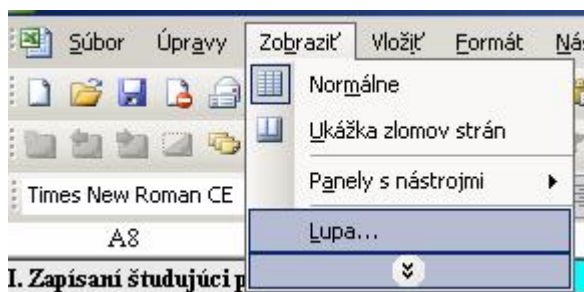 Súbor Úpravy Zobraziť Vložiť Formát
Normálne
Ukážka zlomov strán
Panely s nástrojmi
Times New Roman CE
Lupa...
A8
I. Zapísaní študujúci